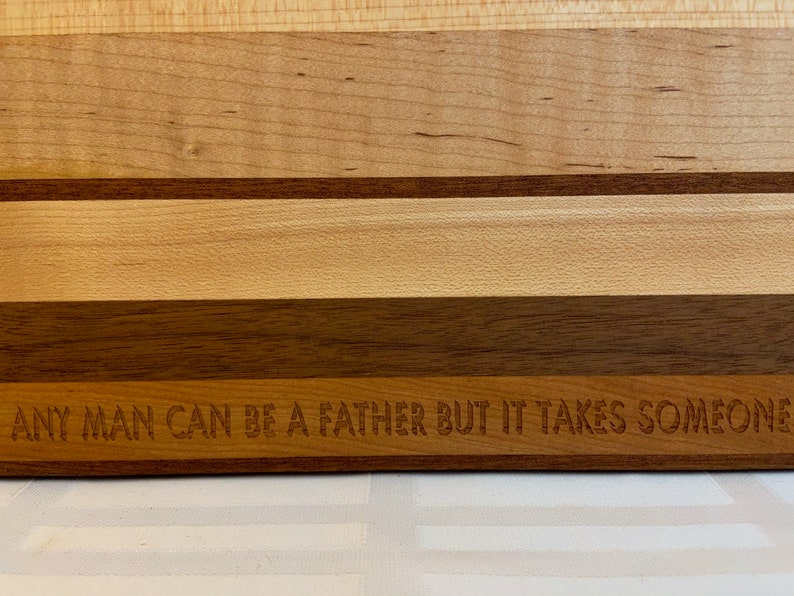 ANY MAN CAN BE A FATHER BUT IT TAKES SOMEONE